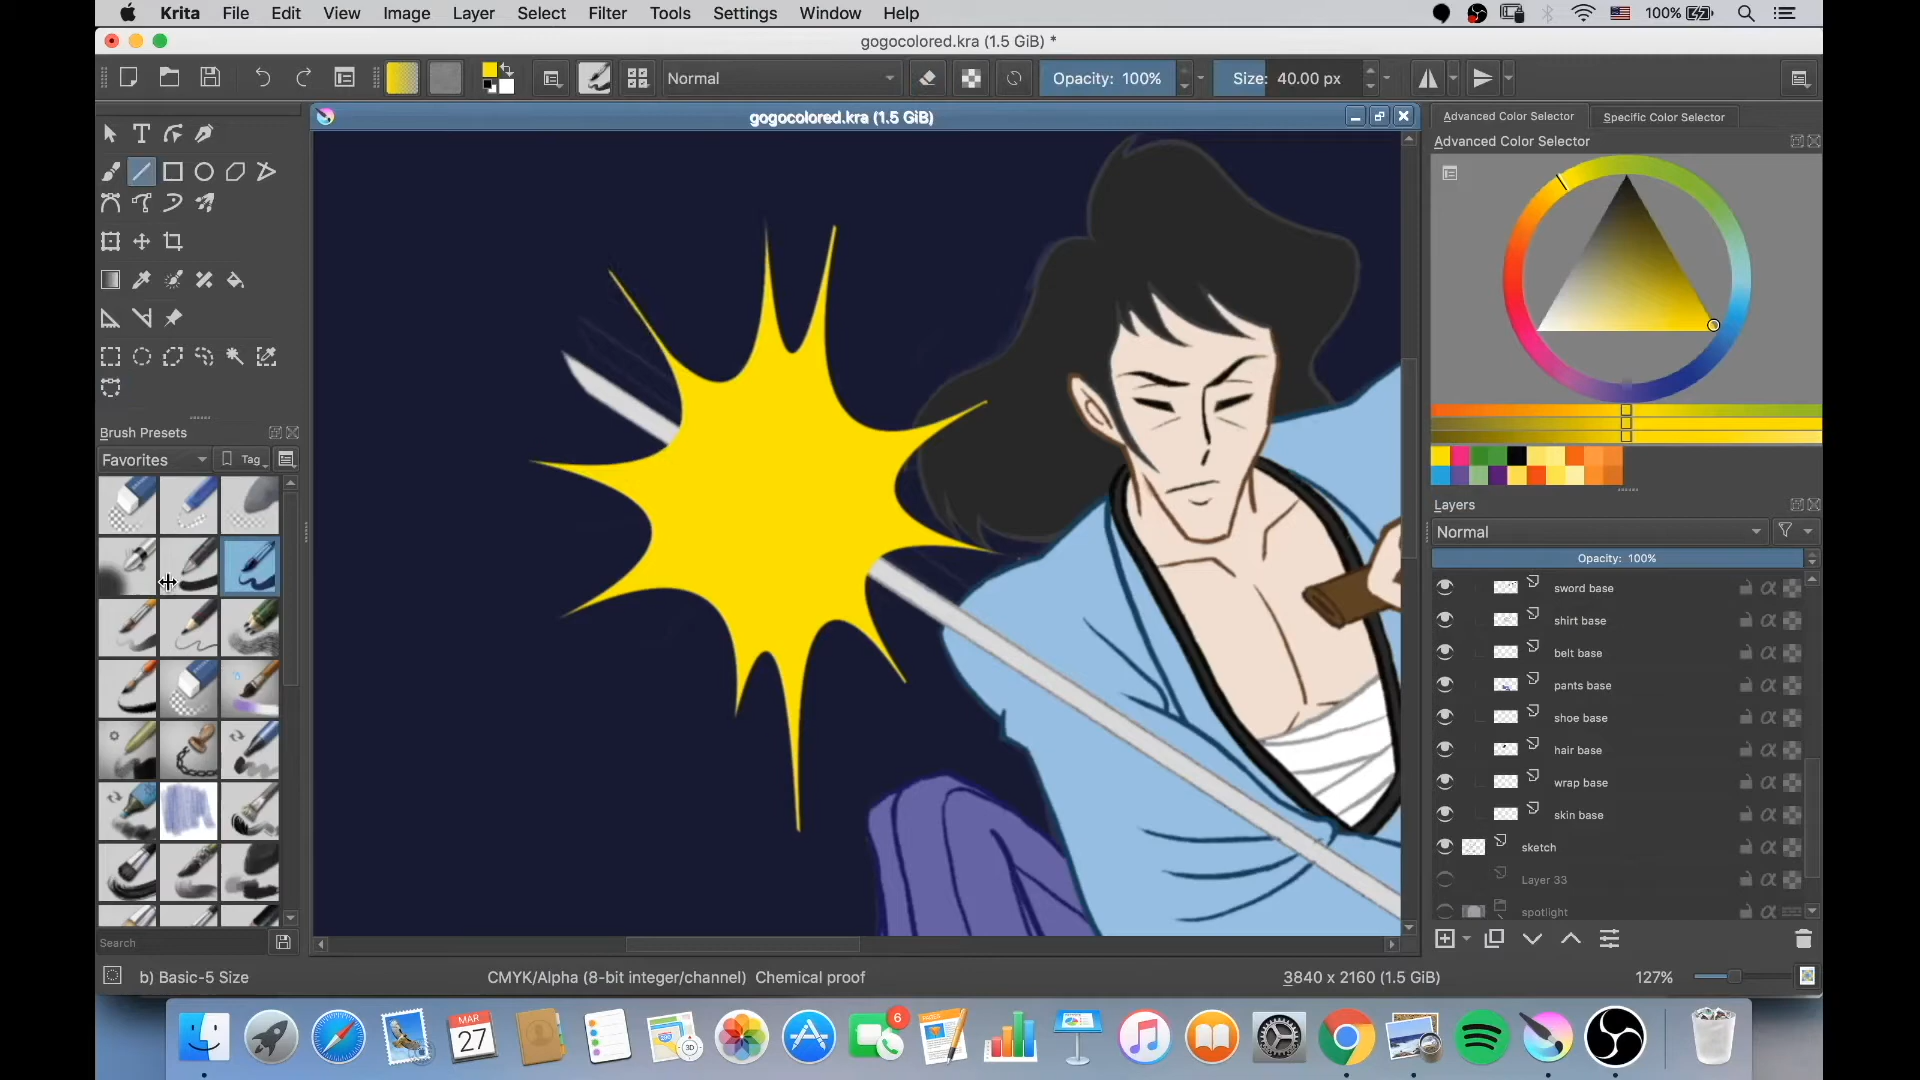 Krita File Edit View Image Layer Select Filter Tools Settings Window Help 100%
gogocolored.kra (1.5 GiB) *
Normal Opacity: 100% Size: 40.00 px
gogocolored.kra (1.5 GiB)
Advanced Color Selector Specific Color Selector
Advanced Color Selector
Brush Presets
Favorites Tag
Layers
Normal
Opacity: 100%
sword base
shirt base
belt base
pants base
shoe base
hair base
wrap base
skin base
sketch
Layer 33
spotlight
Search
b) Basic-5 Size CMYK/Alpha (8-bit integer/channel) Chemical proof 3840 x 2160 (1.5 GiB) 127%
6
MAR
27
3D